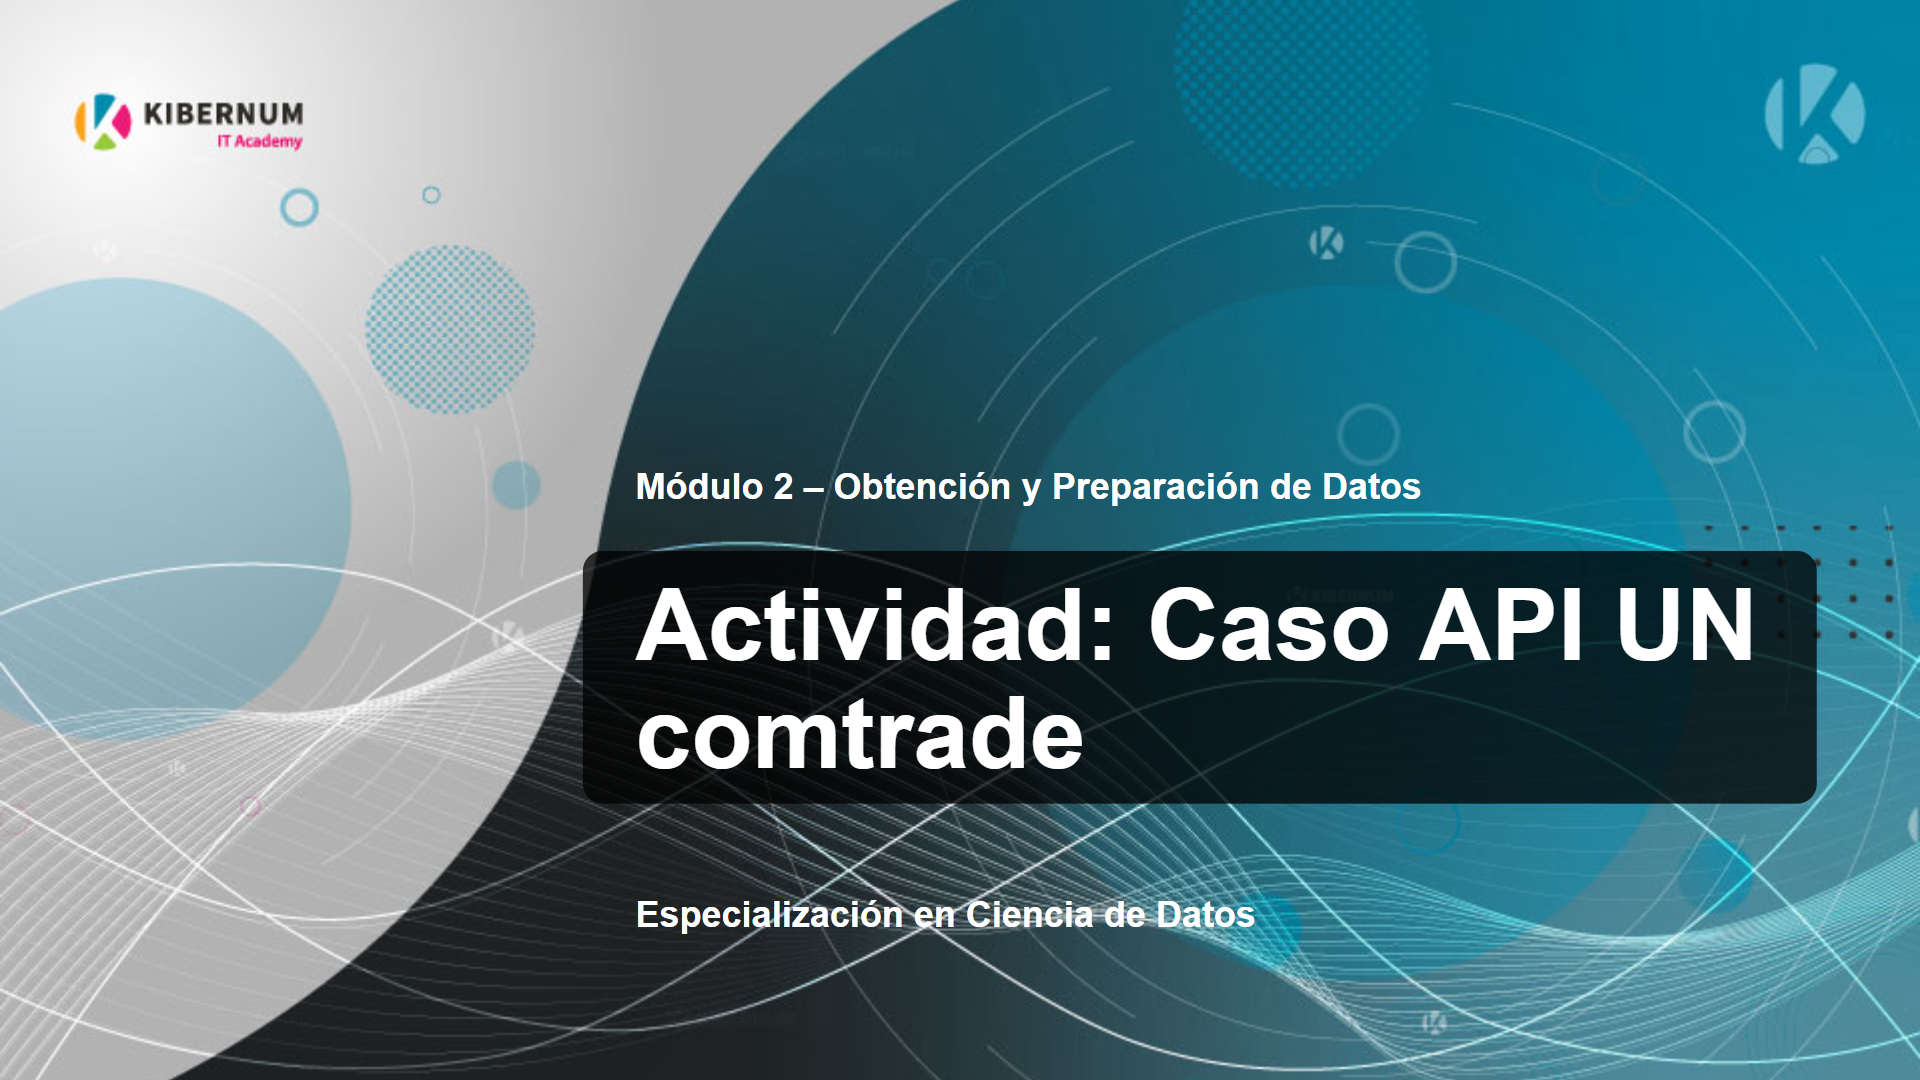 KIBERNUM
IT Academy
Módulo 2 – Obtención y Preparación de Datos
Actividad: Caso API UN
comtrade
Especialización en Ciencia de Datos